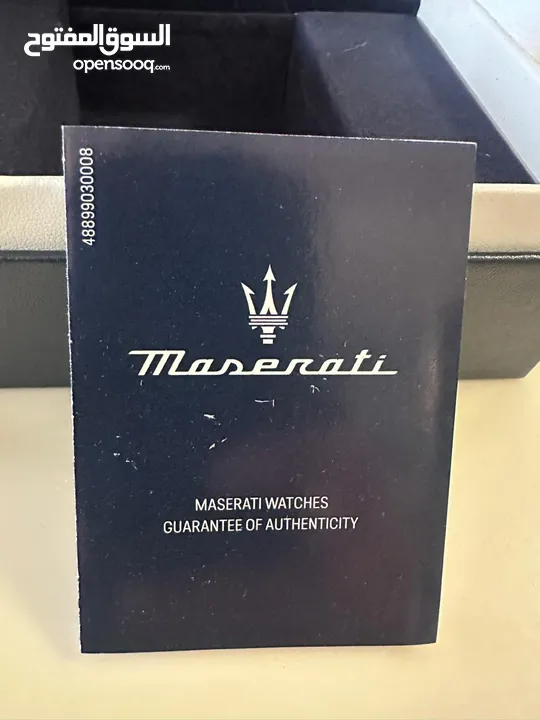 السوق المفتوح
opensooq.com
48899030008
Maserati
MASERATI WATCHES
GUARANTEE OF AUTHENTICITY